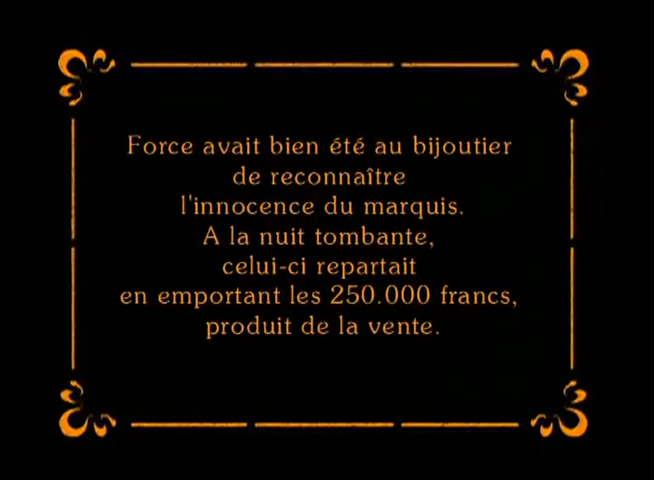 Force avait bien été au bijoutier
de reconnaître
l'innocence du marquis.
A la nuit tombante,
celui-ci repartait
en emportant les 250.000 francs,
produit de la vente.